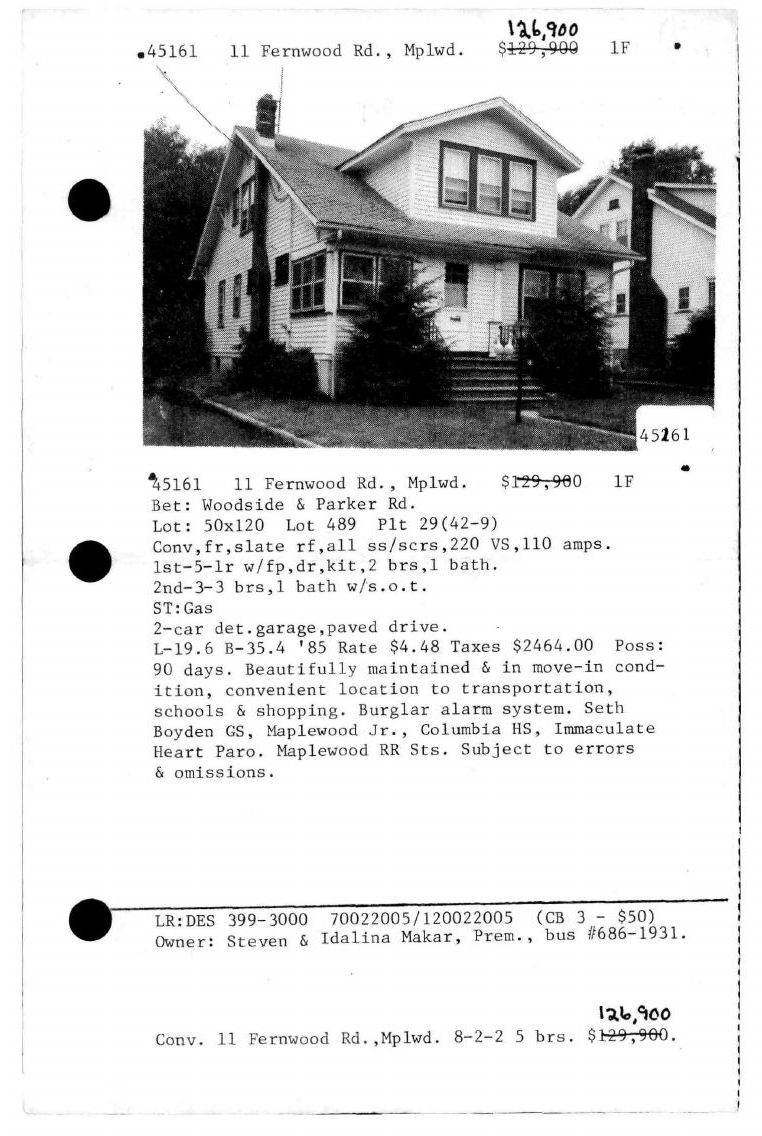 126,900
45161 11 Fernwood Rd., Mplwd. $129,900 1F
45161
45161 11 Fernwood Rd., Mplwd. $129,900 1F
Bet: Woodside & Parker Rd.
Lot: 50x120 Lot 489 Plt 29(42-9)
Conv,fr,slate rf,all ss/scrs,220 VS,110 amps.
1st-5-lr w/fp,dr,kit,2 brs,1 bath.
2nd-3-3 brs,1 bath w/s.o.t.
ST:Gas
2-car det.garage,paved drive.
L-19.6 B-35.4 '85 Rate $4.48 Taxes $2464.00 Poss:
90 days. Beautifully maintained & in move-in cond-
ition, convenient location to transportation,
schools & shopping. Burglar alarm system. Seth
Boyden GS, Maplewood Jr., Columbia HS, Immaculate
Heart Paro. Maplewood RR Sts. Subject to errors
& omissions.
LR:DES 399-3000 70022005/120022005 (CB 3 - $50)
Owner: Steven & Idalina Makar, Prem., bus #686-1931.
126,900
Conv. 11 Fernwood Rd.,Mplwd. 8-2-2 5 brs. $129,900.